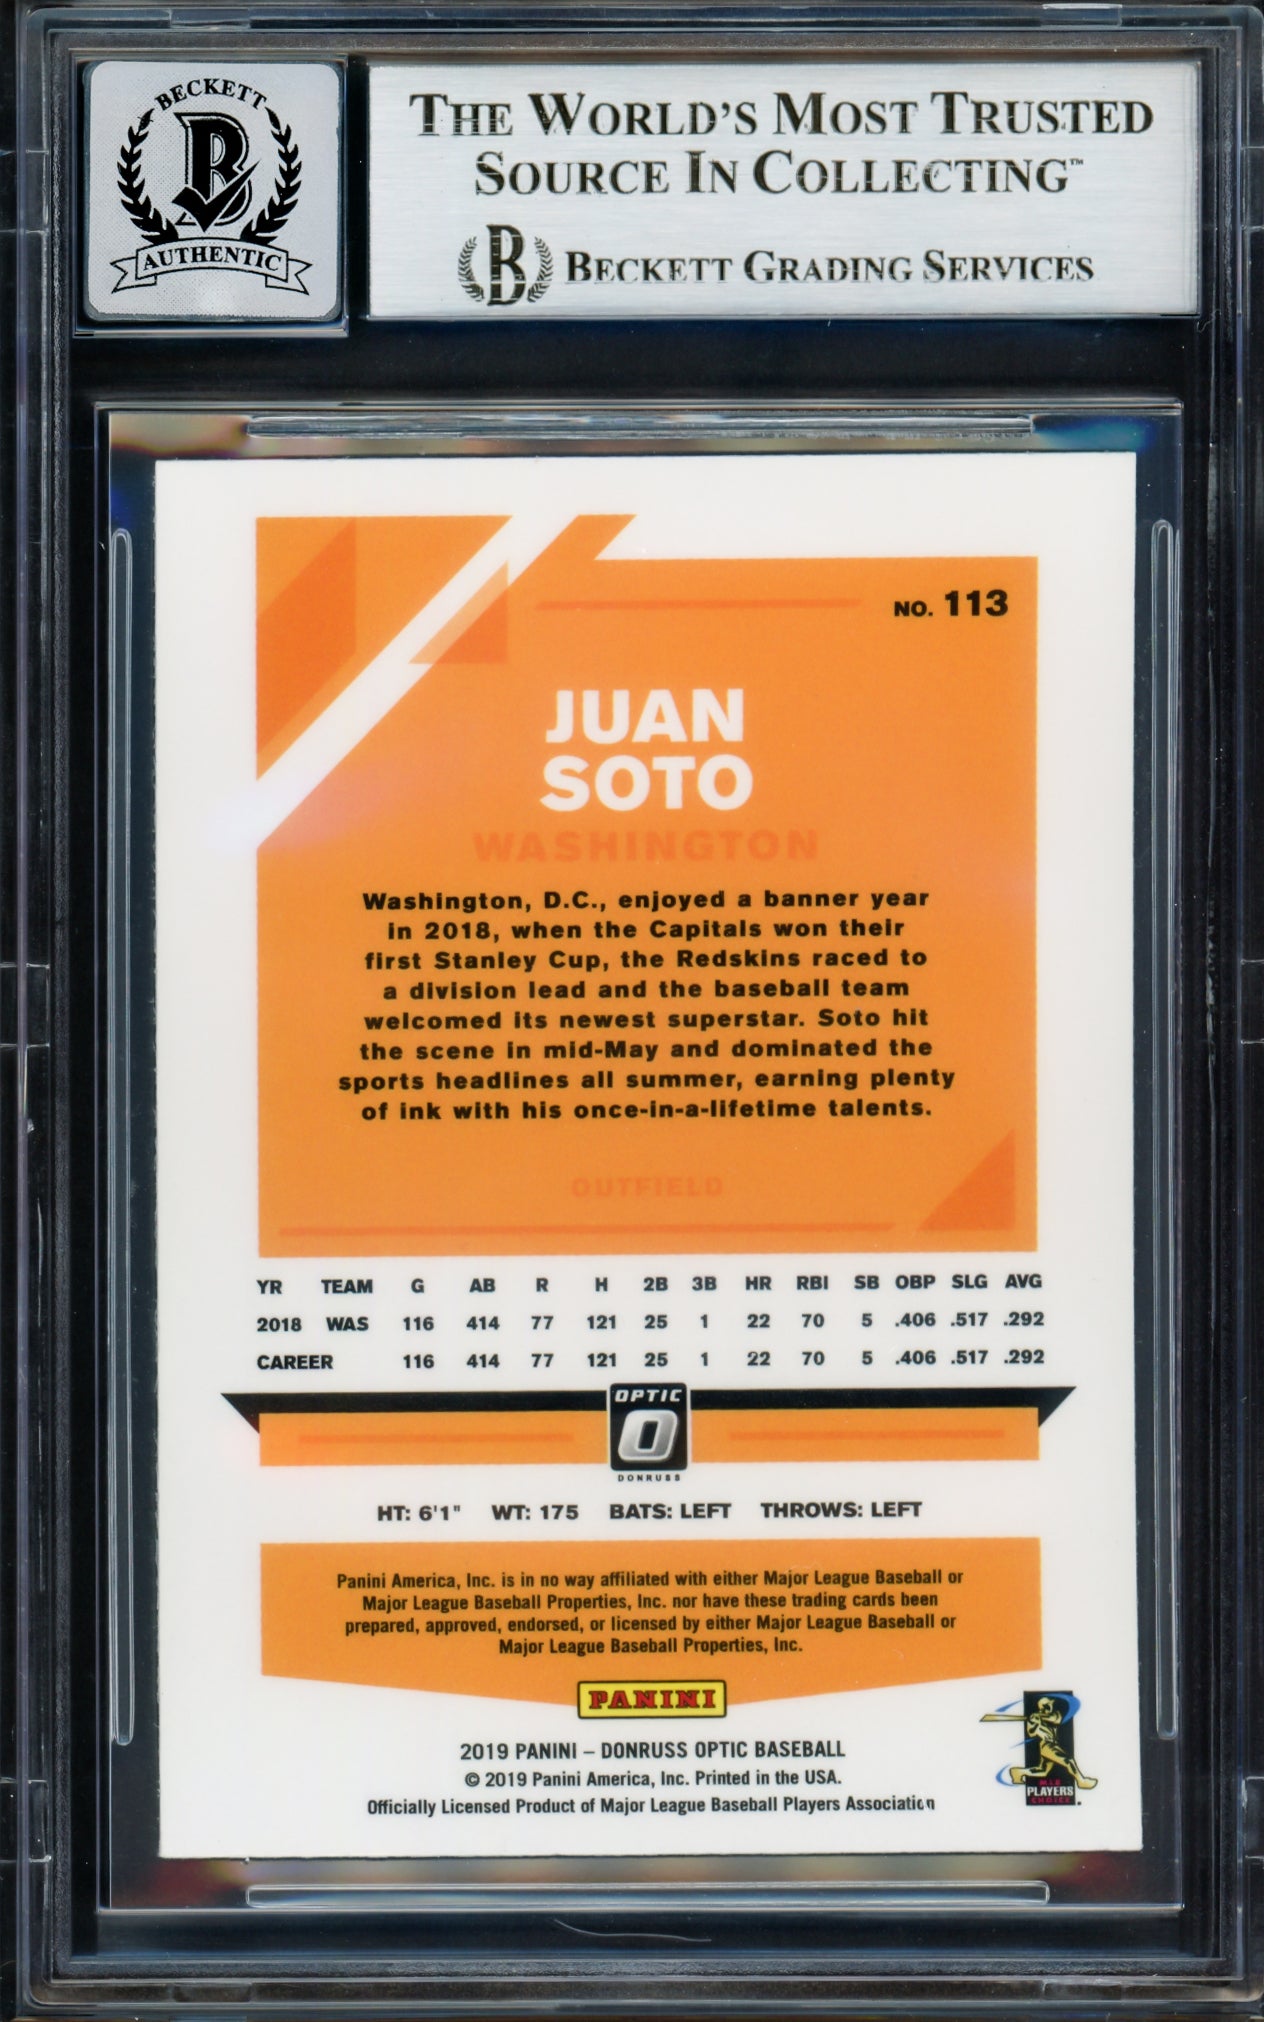 BECKETT
B
AUTHENTIC
THE WORLD'S MOST TRUSTED
SOURCE IN COLLECTING™
B BECKETT GRADING SERVICES
NO. 113
JUAN
SOTO
WASHINGTON
Washington, D.C., enjoyed a banner year
in 2018, when the Capitals won their
first Stanley Cup, the Redskins raced to
a division lead and the baseball team
welcomed its newest superstar. Soto hit
the scene in mid-May and dominated the
sports headlines all summer, earning plenty
of ink with his once-in-a-lifetime talents.
OUTFIELD
YR TEAM G AB R H 2B 3B HR RBI SB OBP SLG AVG
2018 WAS 116 414 77 121 25 1 22 70 5 .406 .517 .292
CAREER 116 414 77 121 25 1 22 70 5 .406 .517 .292
OPTIC
O
DONRUSS
HT: 6'1" WT: 175 BATS: LEFT THROWS: LEFT
Panini America, Inc. is in no way affiliated with either Major League Baseball or
Major League Baseball Properties, Inc. nor have these trading cards been
prepared, approved, endorsed, or licensed by either Major League Baseball or
Major League Baseball Properties, Inc.
PANINI
2019 PANINI – DONRUSS OPTIC BASEBALL
© 2019 Panini America, Inc. Printed in the USA.
Officially Licensed Product of Major League Baseball Players Association
MLB
PLAYERS
CHOICE